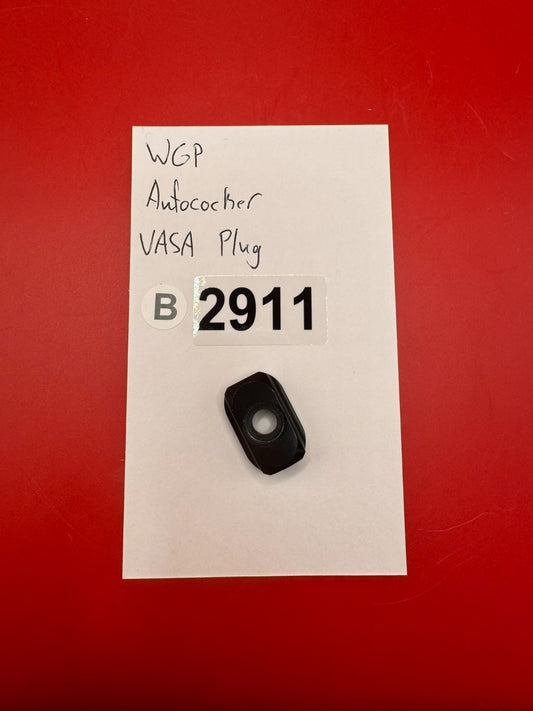 WGP
Autococker
VASA Plug
B 2911